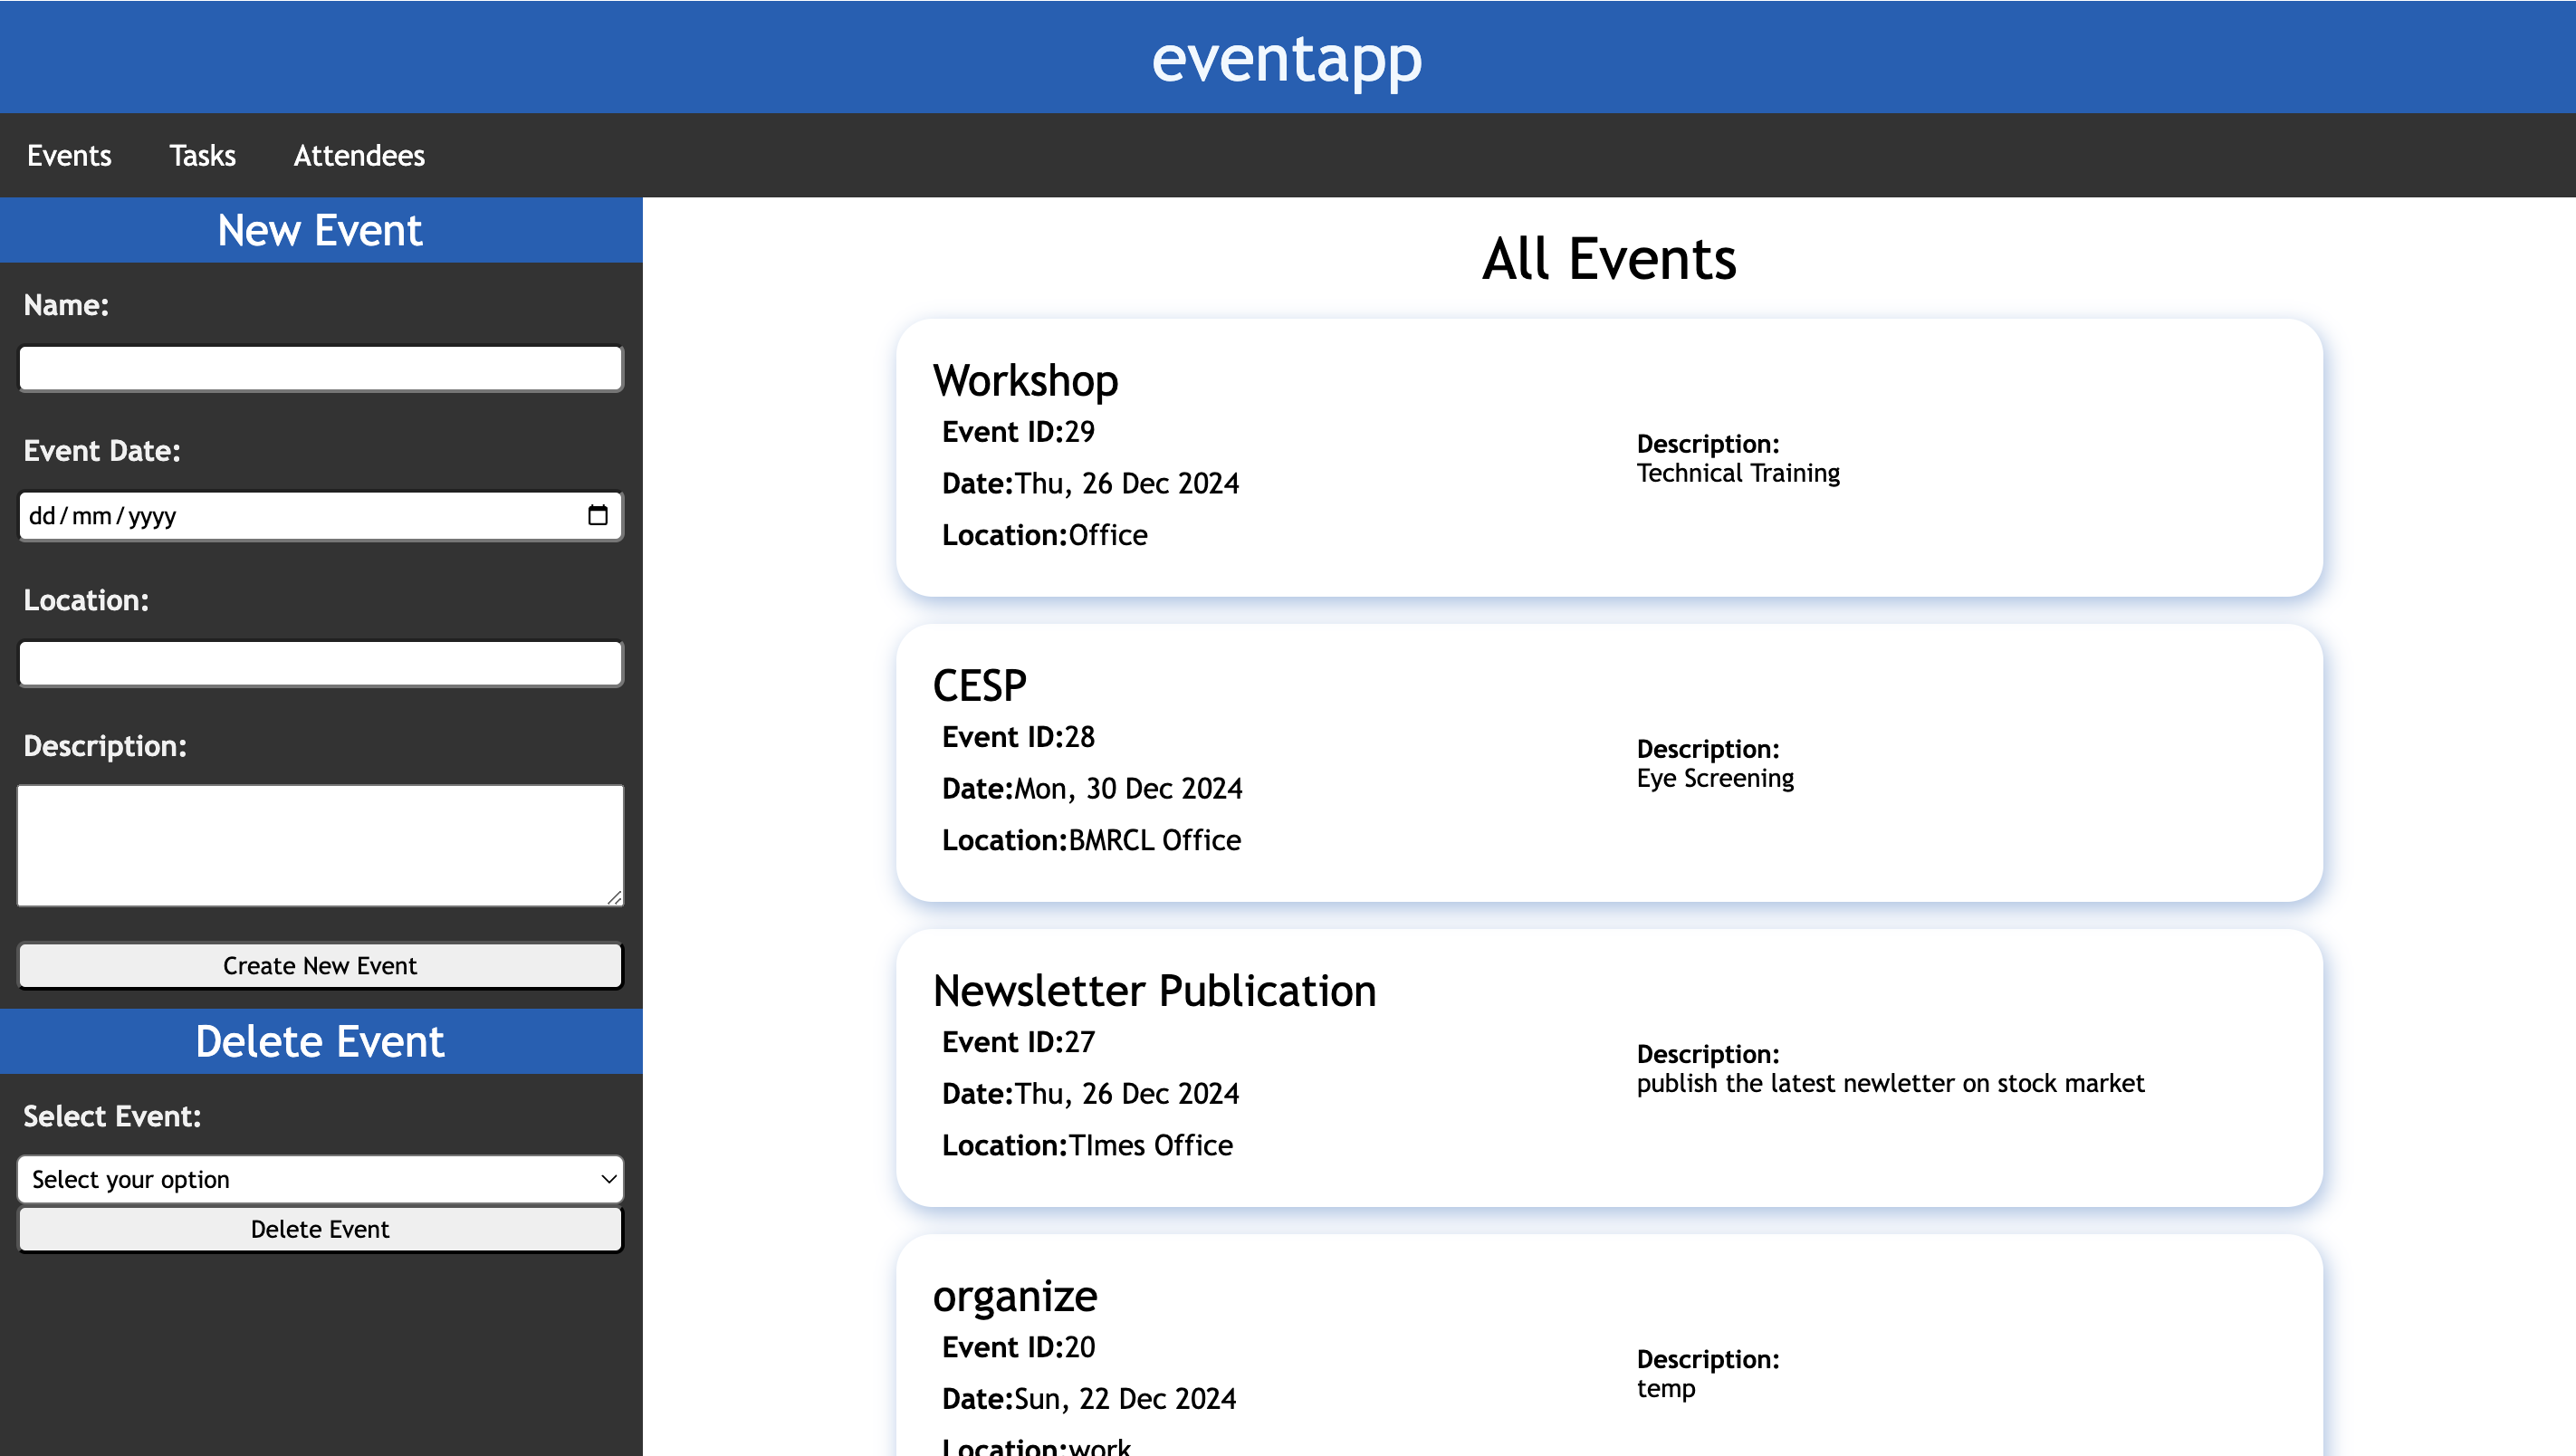 eventapp
Events Tasks Attendees
New Event
Name:
Event Date:
dd/mm/yyyy
Location:
Description:
Create New Event
Delete Event
Select Event:
Select your option
Delete Event
All Events
Workshop
Event ID:29
Date:Thu, 26 Dec 2024
Location:Office
Description:
Technical Training
CESP
Event ID:28
Date:Mon, 30 Dec 2024
Location:BMRCL Office
Description:
Eye Screening
Newsletter Publication
Event ID:27
Date:Thu, 26 Dec 2024
Location:TImes Office
Description:
publish the latest newletter on stock market
organize
Event ID:20
Date:Sun, 22 Dec 2024
Location:work
Description:
temp